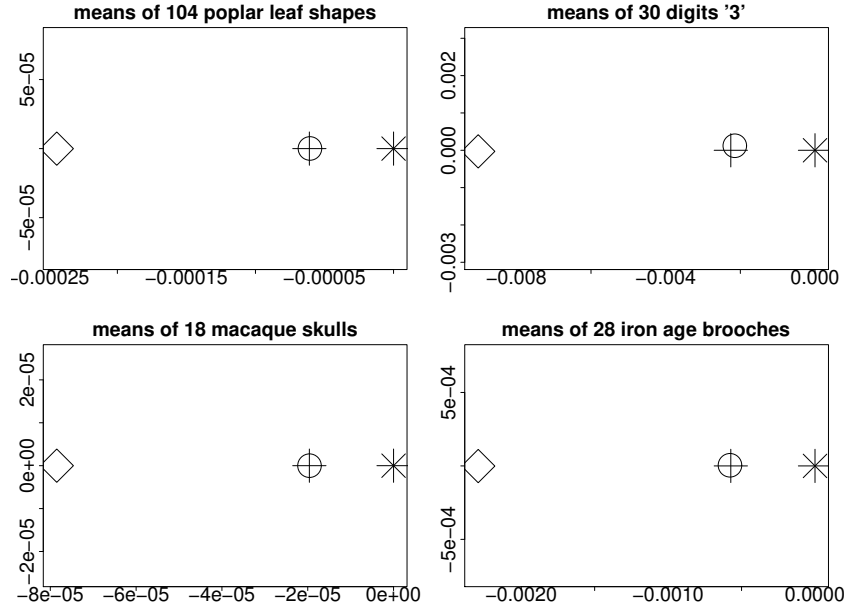 means of 104 poplar leaf shapes
5e−05
−5e−05
−0.00025 −0.00015 −0.00005
means of 30 digits '3'
0.002
0.000
−0.003
−0.008 −0.004 0.000
means of 18 macaque skulls
2e−05
0e+00
−2e−05
−8e−05 −6e−05 −4e−05 −2e−05 0e+00
means of 28 iron age brooches
5e−04
−5e−04
−0.0020 −0.0010 0.0000